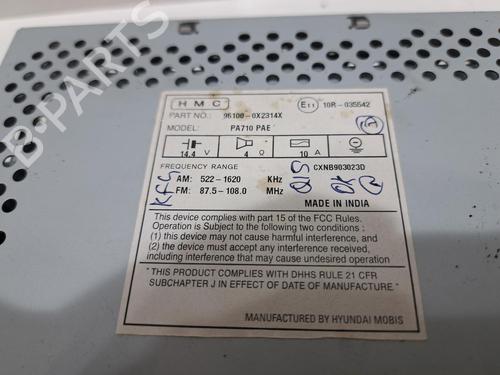 B-PARTS
HMC
E11 10R-035542
PART NO.: 96100-0X2314X
MODEL: PA710 PAE
14.4 V 4 Ω 10 A
FREQUENCY RANGE CXNB903023D
AM: 522-1620 KHz
FM: 87.5-108.0 MHz
MADE IN INDIA
This device complies with part 15 of the FCC Rules.
Operation is Subject to the following two conditions :
(1) this device may not cause harmful interference, and
(2) the device must accept any interference received,
including interference that may cause undesired operation
"THIS PRODUCT COMPLIES WITH DHHS RULE 21 CFR
SUBCHAPTER J IN EFFECT OF DATE OF MANUFACTURE."
MANUFACTURED BY HYUNDAI MOBIS